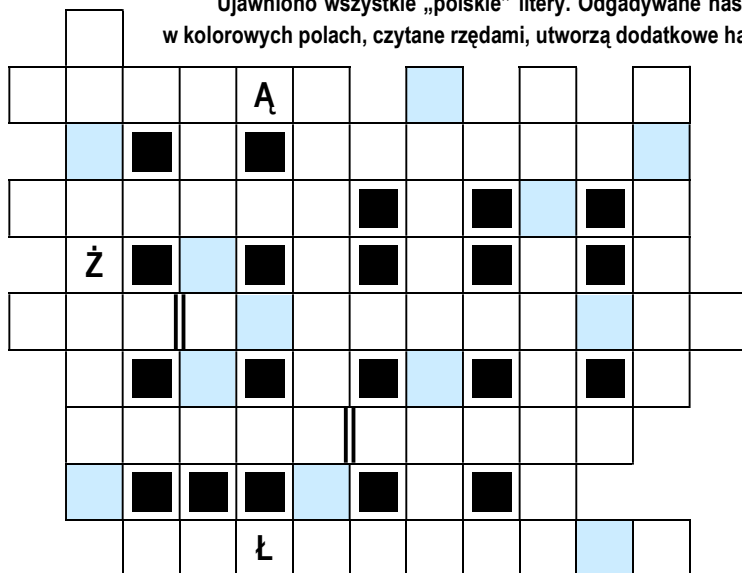 Ujawniono wszystkie „polskie” litery. Odgadywane
w kolorowych polach, czytane rzędami, utworzą dodatkowe
Ą
Ż
Ł